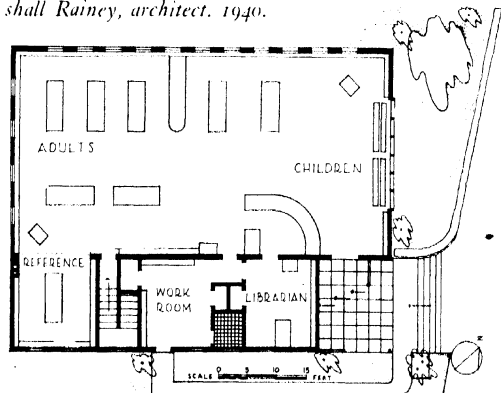 shall Rainey, architect. 1940.
ADULTS
CHILDREN
REFERENCE
WORK
ROOM
LIBRARIAN
N
0 5 10 15
SCALE FEET